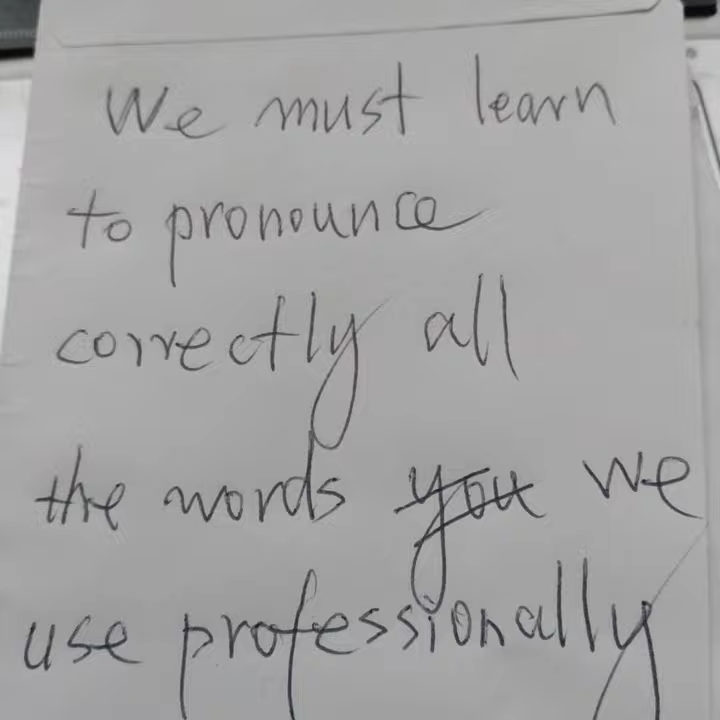 We must learn
to pronounce
correctly all
the words you we
use professionally